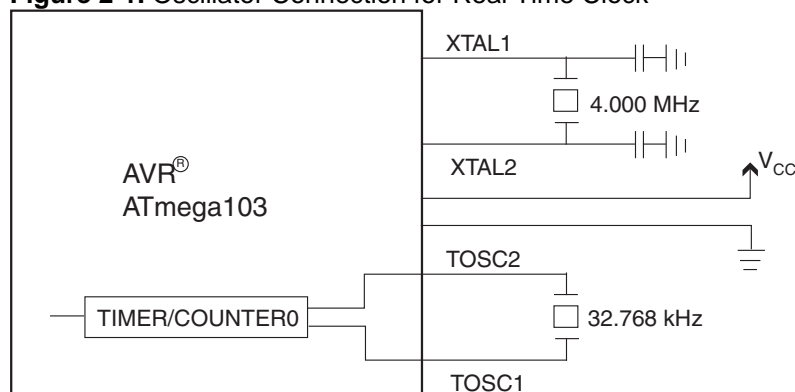 Figure 2-1. Oscillator Connection for Real Time Clock
XTAL1
4.000 MHz
XTAL2
VCC
AVR®
ATmega103
TOSC2
TIMER/COUNTER0
32.768 kHz
TOSC1